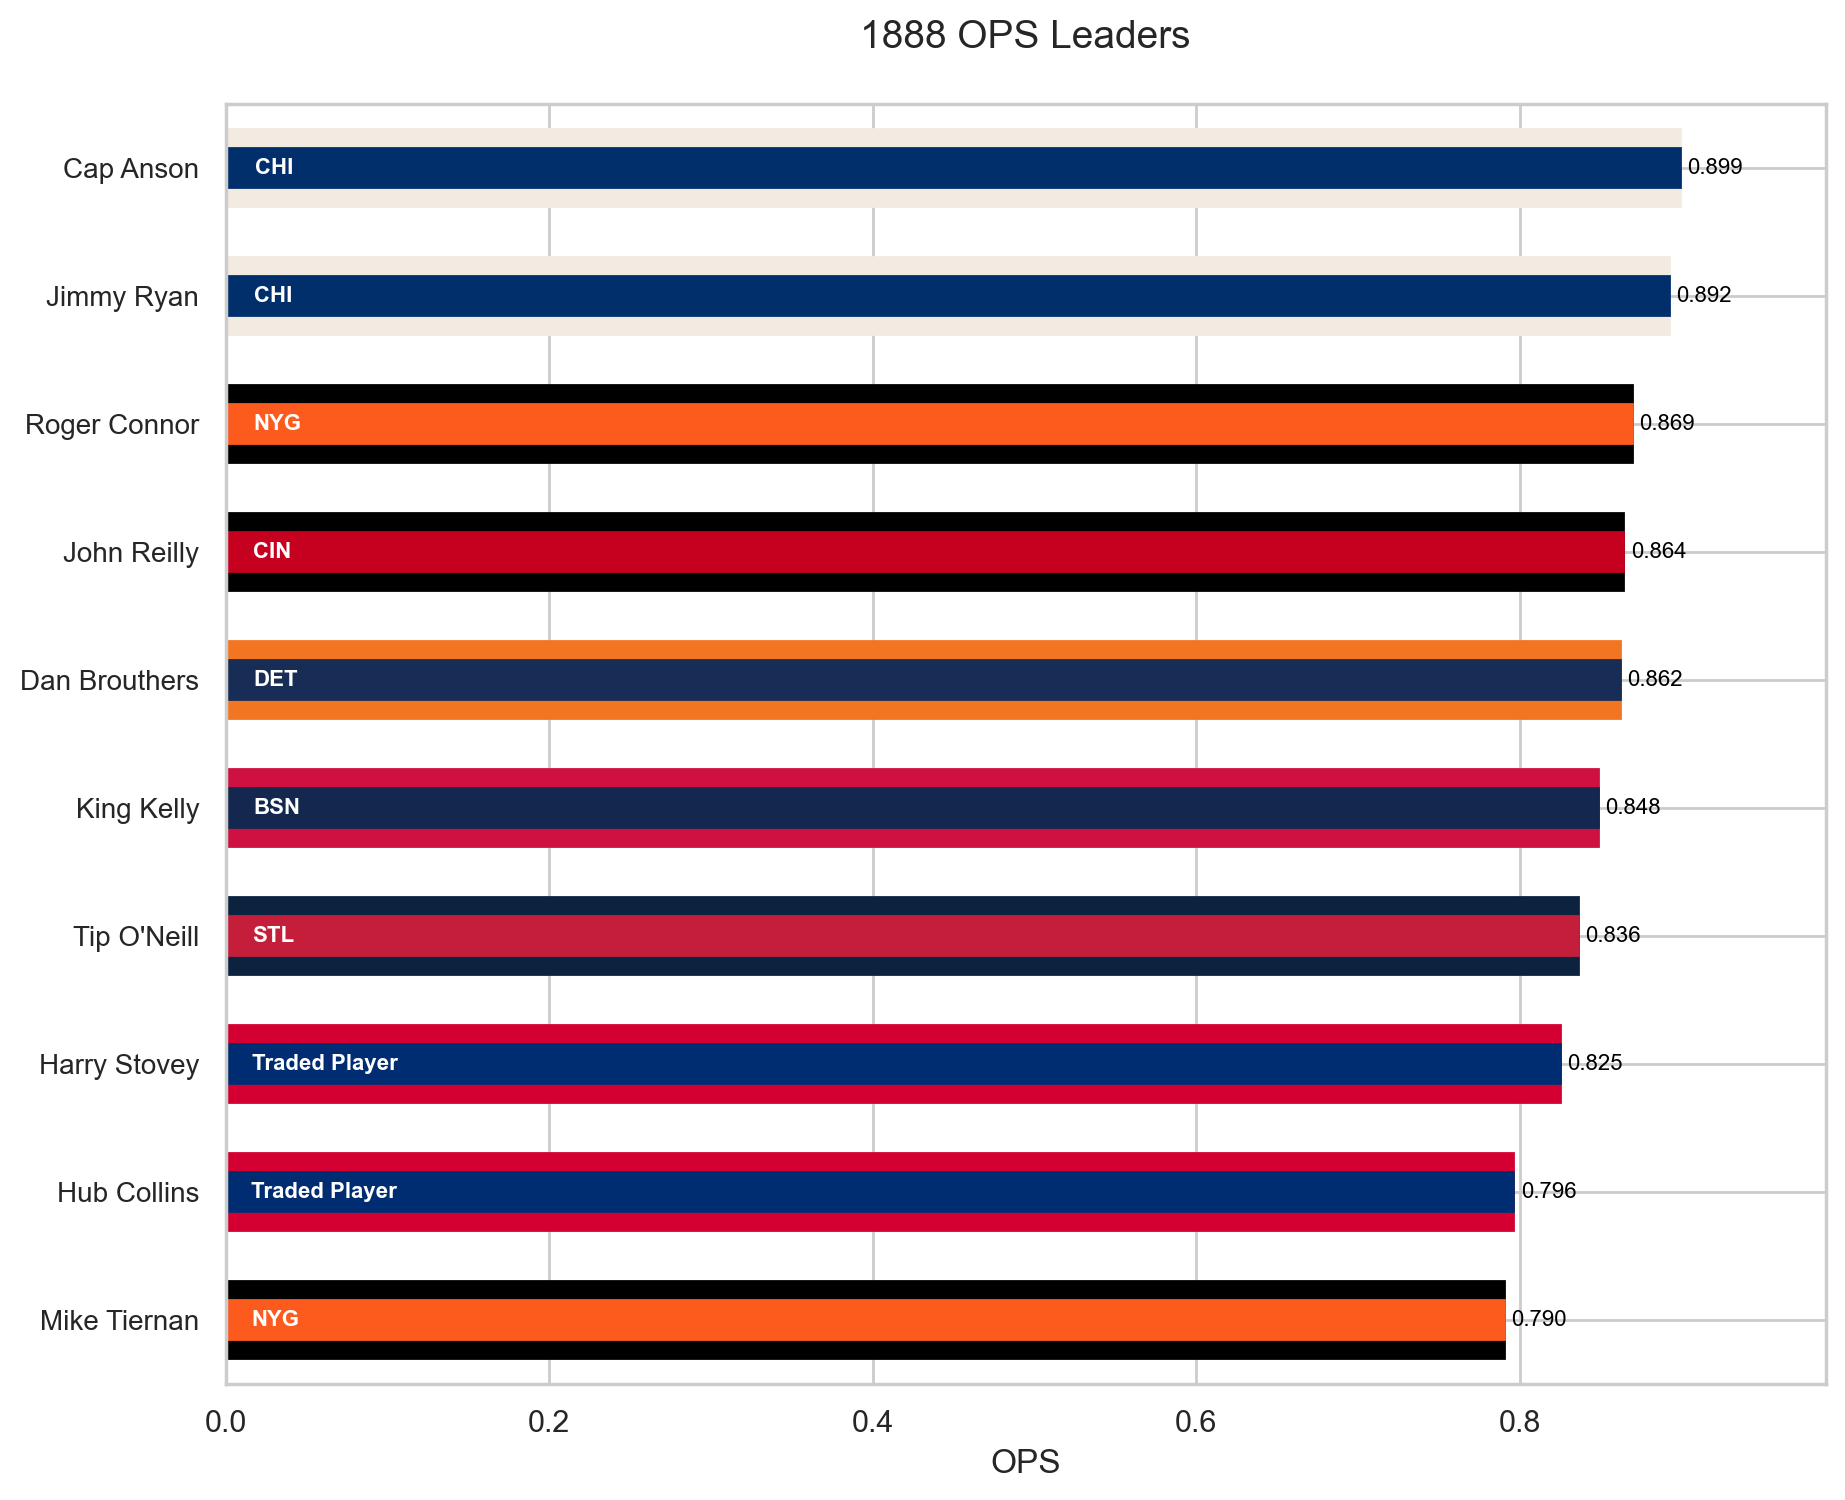 1888 OPS Leaders
Cap Anson CHI 0.899
Jimmy Ryan CHI 0.892
Roger Connor NYG 0.869
John Reilly CIN 0.864
Dan Brouthers DET 0.862
King Kelly BSN 0.848
Tip O'Neill STL 0.836
Harry Stovey Traded Player 0.825
Hub Collins Traded Player 0.796
Mike Tiernan NYG 0.790
0.0 0.2 0.4 0.6 0.8
OPS